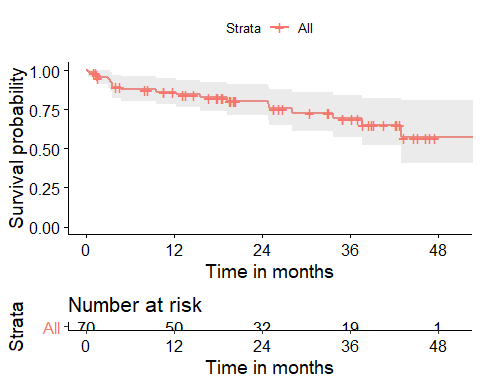 Strata All
Survival probability
1.00
0.75
0.50
0.25
0.00
0 12 24 36 48
Time in months
Number at risk
Strata
All 70 50 32 19 1
0 12 24 36 48
Time in months